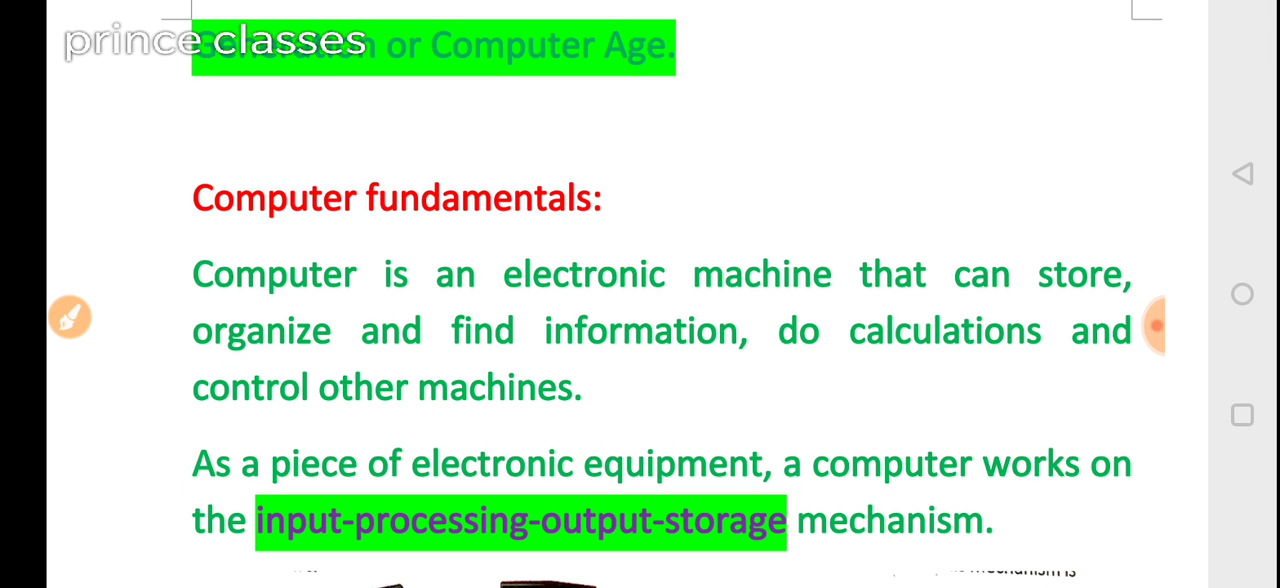 prince classes
or Computer Age.
Computer fundamentals:
Computer is an electronic machine that can store,
organize and find information, do calculations and
control other machines.
As a piece of electronic equipment, a computer works on
the input-processing-output-storage mechanism.